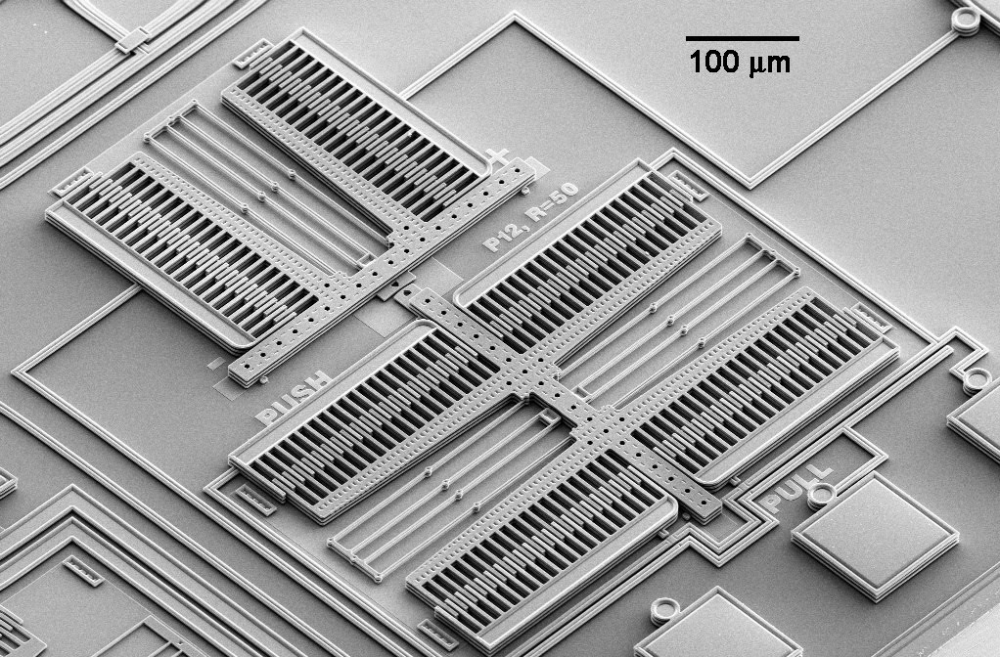 100 μm
+
P12, R=50
PUSH
PULL